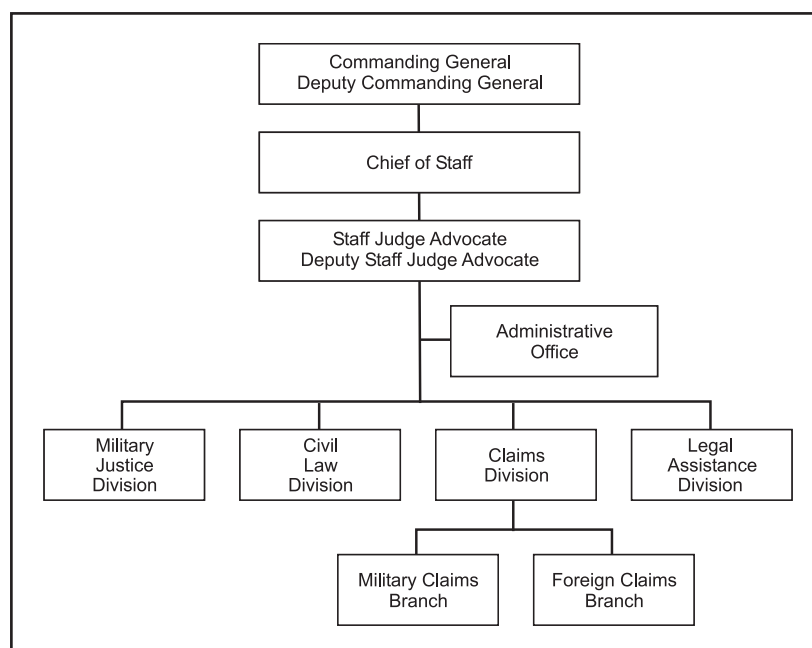 Commanding General
Deputy Commanding General
Chief of Staff
Staff Judge Advocate
Deputy Staff Judge Advocate
Administrative
Office
Military
Justice
Division
Civil
Law
Division
Claims
Division
Legal
Assistance
Division
Military Claims
Branch
Foreign Claims
Branch